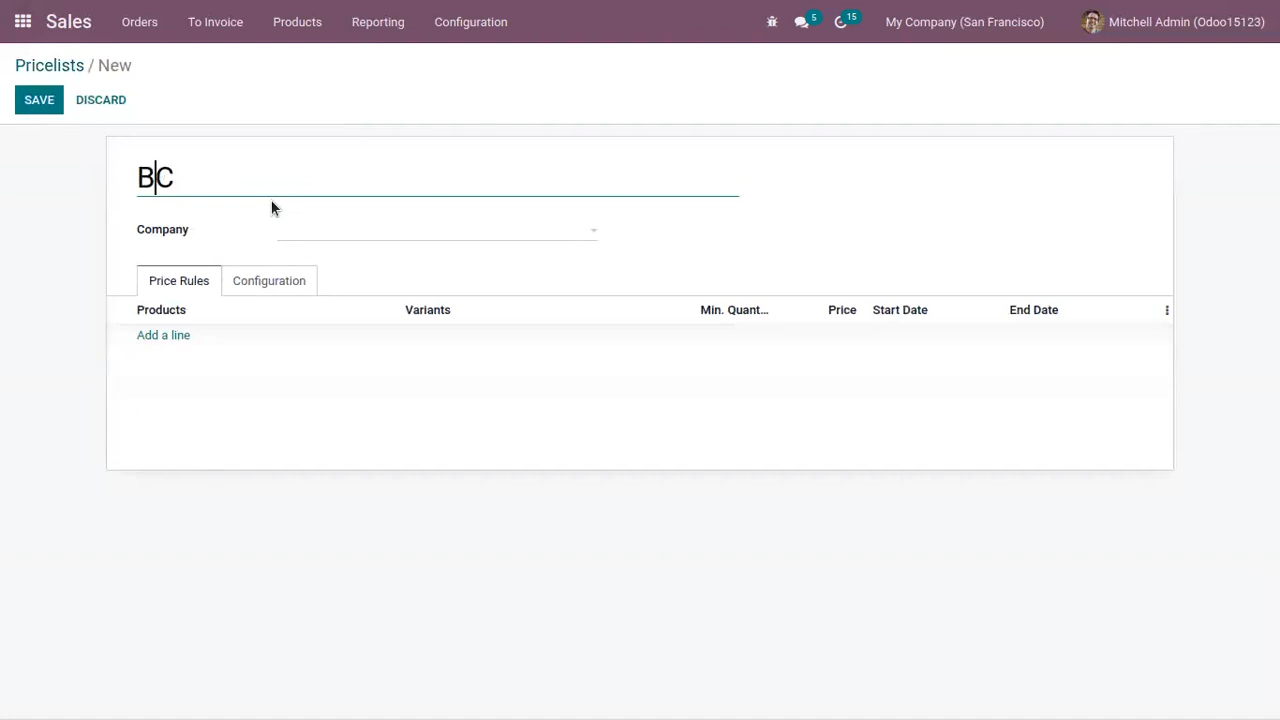 Sales Orders To Invoice Products Reporting Configuration 5 15 My Company (San Francisco) Mitchell Admin (Odoo15123)
Pricelists / New
SAVE DISCARD
BC
Company
Price Rules Configuration
Products Variants Min. Quant... Price Start Date End Date
Add a line